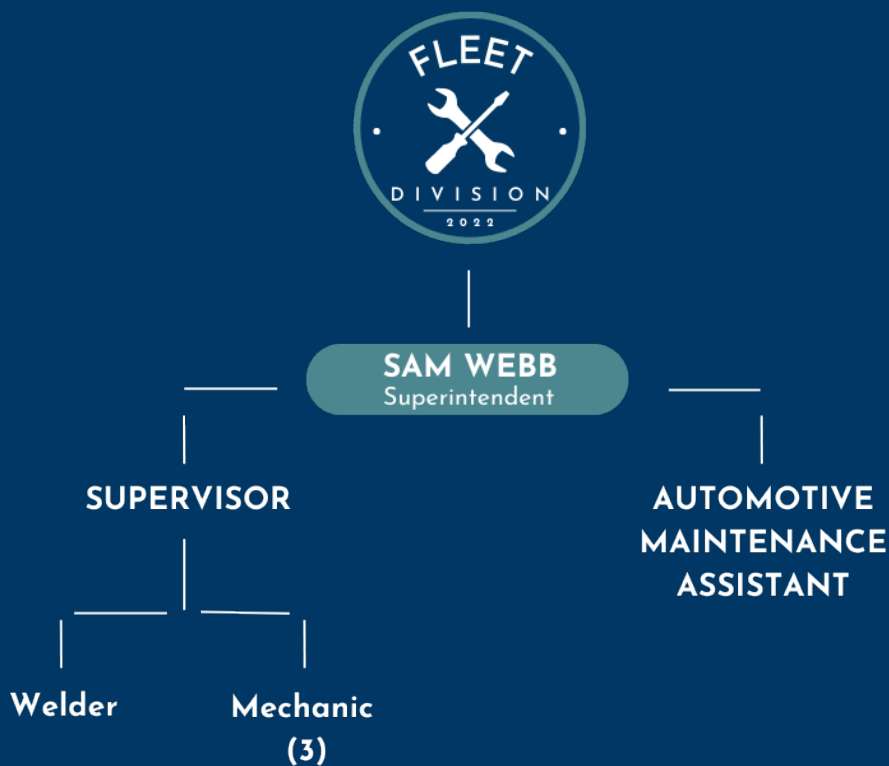 FLEET
DIVISION
2022
SAM WEBB
Superintendent
SUPERVISOR
AUTOMOTIVE
MAINTENANCE
ASSISTANT
Welder
Mechanic
(3)